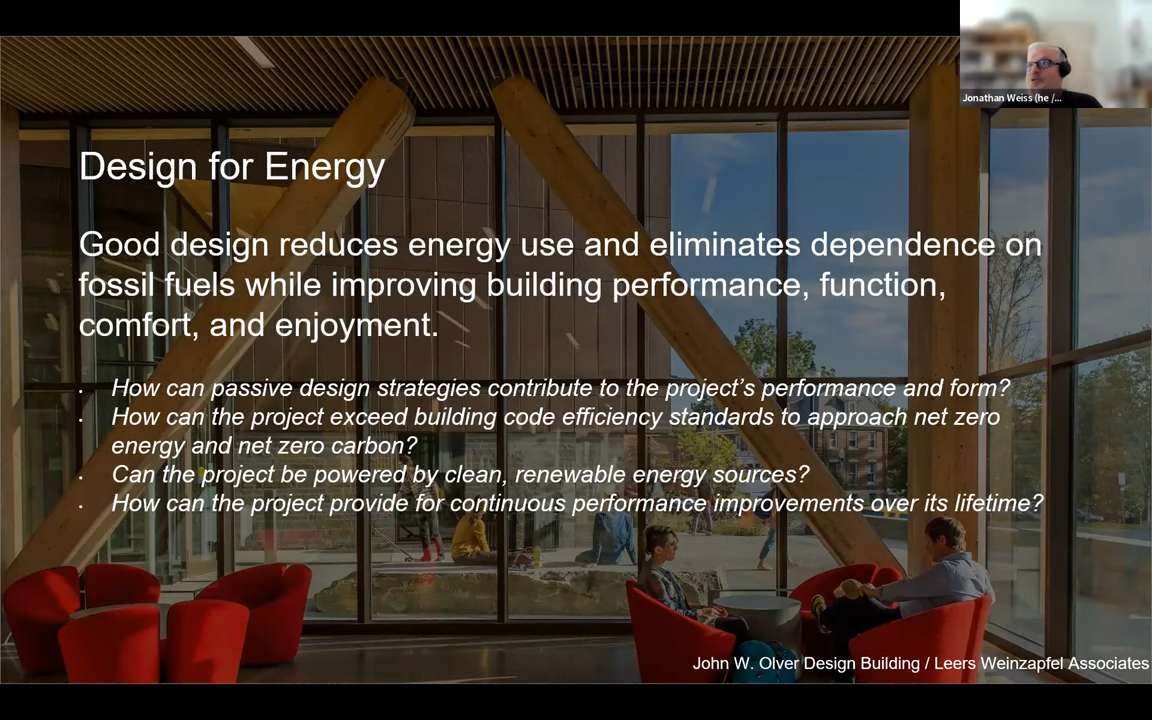 Jonathan Weiss (he /...
Design for Energy
Good design reduces energy use and eliminates dependence on
fossil fuels while improving building performance, function,
comfort, and enjoyment.
• How can passive design strategies contribute to the project’s performance and form?
• How can the project exceed building code efficiency standards to approach net zero
energy and net zero carbon?
• Can the project be powered by clean, renewable energy sources?
• How can the project provide for continuous performance improvements over its lifetime?
John W. Olver Design Building / Leers Weinzapfel Associates